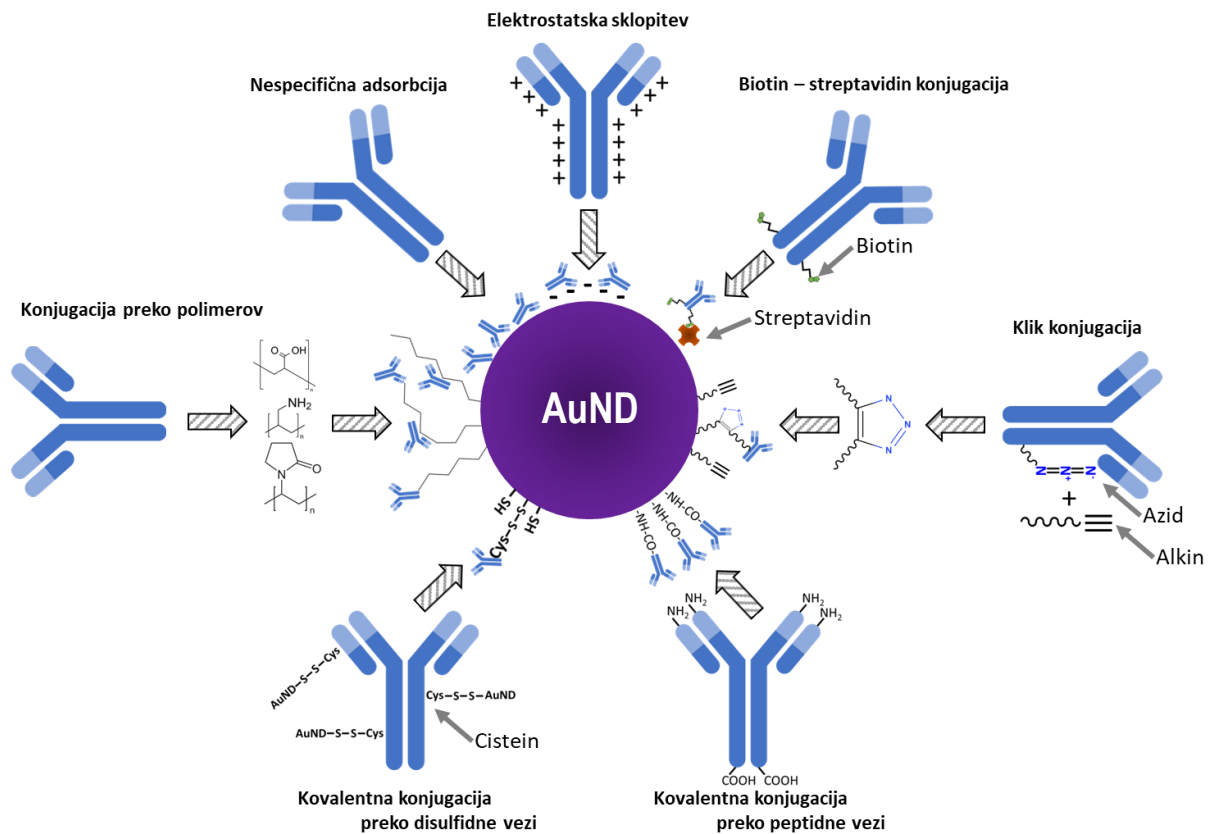 Elektrostatska sklopitev
Nespecifična adsorbcija
Biotin – streptavidin konjugacija
+ + + + + + +
+ + + + + + +
Biotin
Konjugacija preko polimerov
- - - - -
Streptavidin
Klik konjugacija
O
OH
n
NH2
n
N
O
n
AuND
N
N
N
N
N
N
N=N=N
+
-
+
Azid
Alkin
HS
Cys–S–S
HS
-NH-CO-
-NH-CO-
-NH-CO-
NH2
NH2
NH2
NH2
AuND–S–S–Cys
Cys–S–S–AuND
AuND–S–S–Cys
Cistein
COOH
COOH
Kovalentna konjugacija
preko disulfidne vezi
Kovalentna konjugacija
preko peptidne vezi